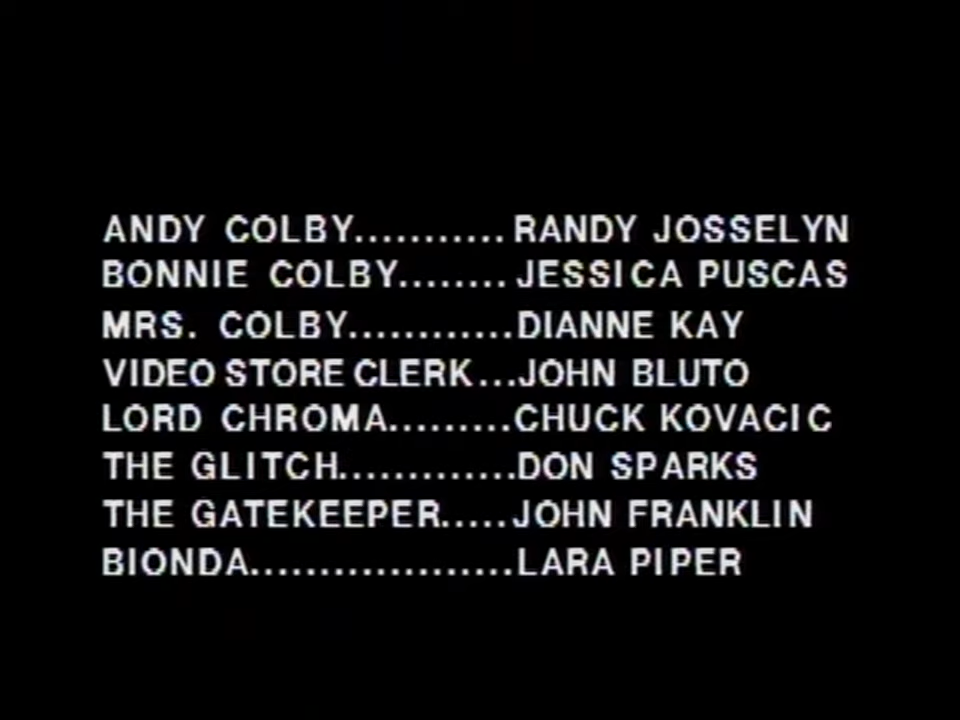 ANDY COLBY...........RANDY JOSSELYN
BONNIE COLBY........JESSICA PUSCAS
MRS. COLBY............DIANNE KAY
VIDEO STORE CLERK...JOHN BLUTO
LORD CHROMA.........CHUCK KOVACIC
THE GLITCH.............DON SPARKS
THE GATEKEEPER.....JOHN FRANKLIN
BIONDA...................LARA PIPER